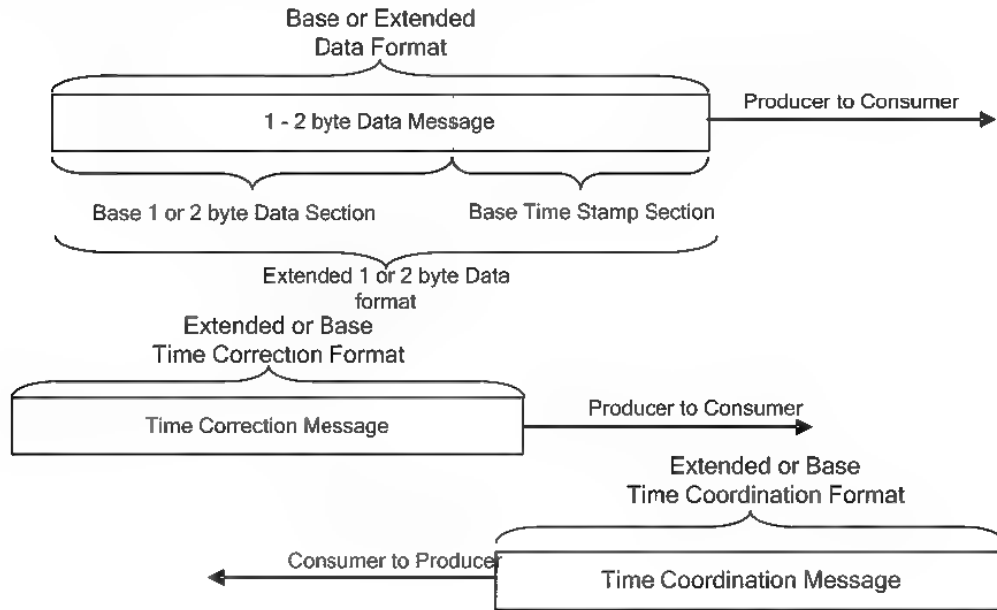 Base or Extended
Data Format
1 - 2 byte Data Message
Producer to Consumer
Base 1 or 2 byte Data Section
Base Time Stamp Section
Extended 1 or 2 byte Data
format
Extended or Base
Time Correction Format
Time Correction Message
Producer to Consumer
Extended or Base
Time Coordination Format
Consumer to Producer
Time Coordination Message